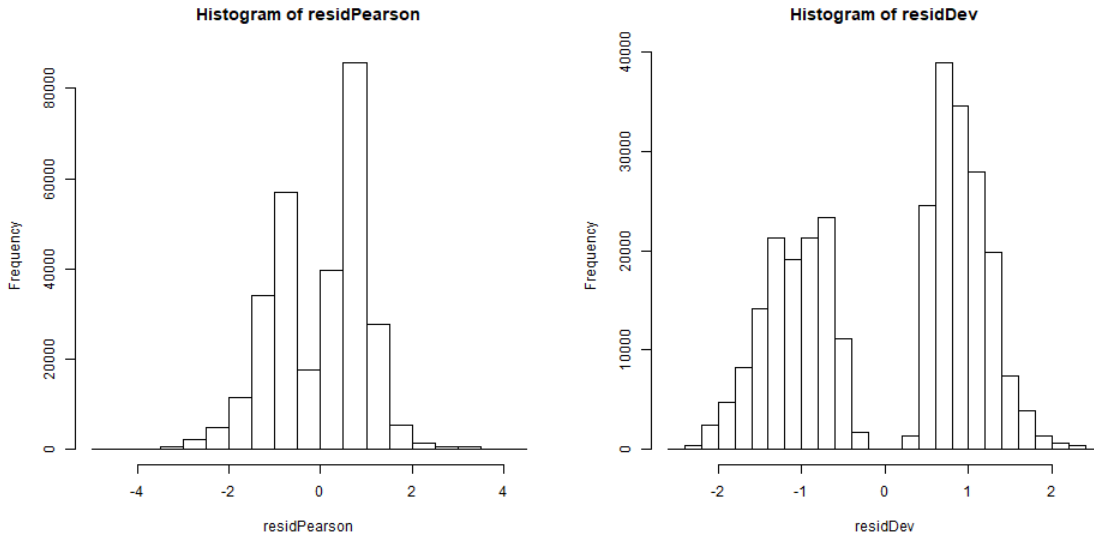 Histogram of residPearson
Frequency
80000
60000
40000
20000
0
-4 -2 0 2 4
residPearson
Histogram of residDev
Frequency
40000
30000
20000
10000
0
-2 -1 0 1 2
residDev